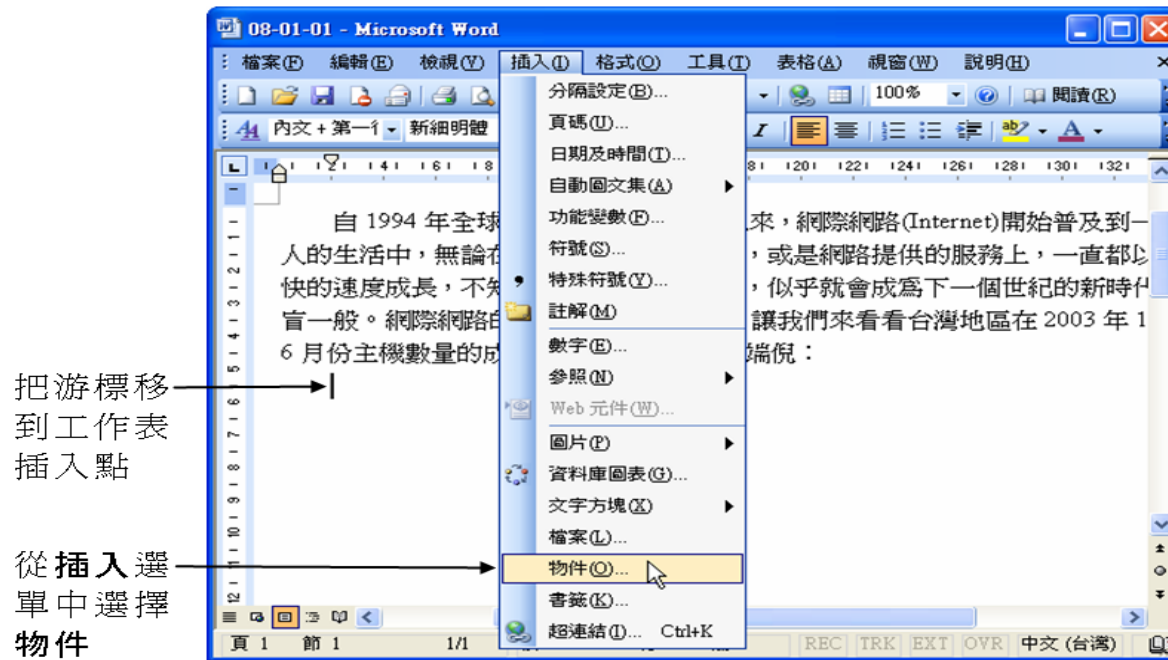 08-01-01 - Microsoft Word
檔案(F) 編輯(E) 檢視(V) 插入(I) 格式(O) 工具(T) 表格(A) 視窗(W) 說明(H)
100% 閱讀(R)
內文 + 第一行 新細明體
自 1994 年全球 來，網際網路(Internet)開始普及到一
人的生活中，無論在 ，或是網路提供的服務上，一直都以
快的速度成長，不知 ，似乎就會成為下一個世紀的新時代
盲一般。網際網路的 讓我們來看看台灣地區在 2003 年 1
6 月份主機數量的成 端倪：
分隔設定(B)...
頁碼(U)...
日期及時間(T)...
自動圖文集(A)
功能變數(F)...
符號(S)...
特殊符號(Y)...
註解(M)
數字(E)...
參照(N)
Web 元件(W)...
圖片(P)
資料庫圖表(G)...
文字方塊(X)
檔案(L)...
物件(O)...
書籤(K)...
超連結(I)... Ctrl+K
把游標移
到工作表
插入點
從插入選
單中選擇
物件
頁 1 節 1 1/1 REC TRK EXT OVR 中文 (台灣)